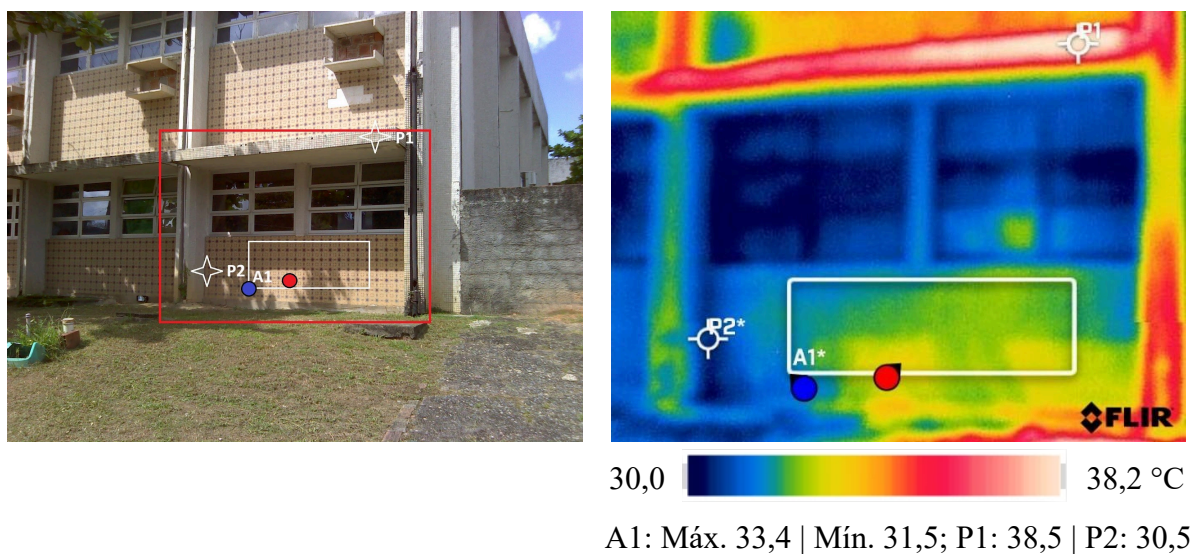 P1
P2 A1
P1
P2*
A1*
FLIR
30,0 38,2 °C
A1: Máx. 33,4 | Mín. 31,5; P1: 38,5 | P2: 30,5